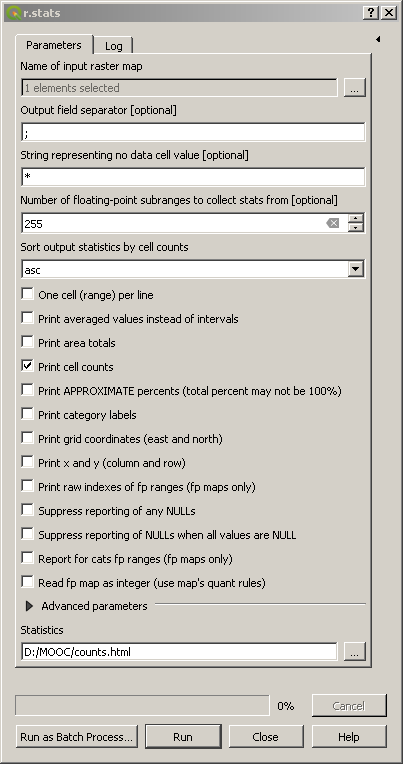 r.stats
Parameters
Log
Name of input raster map
1 elements selected
...
Output field separator [optional]
;
String representing no data cell value [optional]
*
Number of floating-point subranges to collect stats from [optional]
255
Sort output statistics by cell counts
asc
One cell (range) per line
Print averaged values instead of intervals
Print area totals
Print cell counts
Print APPROXIMATE percents (total percent may not be 100%)
Print category labels
Print grid coordinates (east and north)
Print x and y (column and row)
Print raw indexes of fp ranges (fp maps only)
Suppress reporting of any NULLs
Suppress reporting of NULLs when all values are NULL
Report for cats fp ranges (fp maps only)
Read fp map as integer (use map's quant rules)
Advanced parameters
Statistics
D:/MOOC/counts.html
...
0%
Cancel
Run as Batch Process...
Run
Close
Help